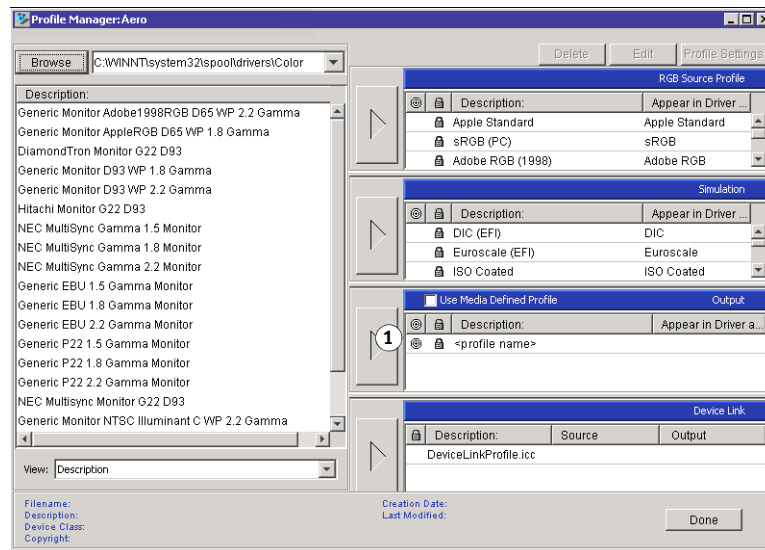 Profile Manager:Aero
Browse
C:\WINNT\system32\spool\drivers\Color
Description:
Generic Monitor Adobe1998RGB D65 WP 2.2 Gamma
Generic Monitor AppleRGB D65 WP 1.8 Gamma
DiamondTron Monitor G22 D93
Generic Monitor D93 WP 1.8 Gamma
Generic Monitor D93 WP 2.2 Gamma
Hitachi Monitor G22 D93
NEC MultiSync Gamma 1.5 Monitor
NEC MultiSync Gamma 1.8 Monitor
NEC MultiSync Gamma 2.2 Monitor
Generic EBU 1.5 Gamma Monitor
Generic EBU 1.8 Gamma Monitor
Generic EBU 2.2 Gamma Monitor
Generic P22 1.5 Gamma Monitor
Generic P22 1.8 Gamma Monitor
Generic P22 2.2 Gamma Monitor
NEC Multisync Monitor G22 D93
Generic Monitor NTSC Illuminant C WP 2.2 Gamma
View: Description
Delete Edit Profile Settings
RGB Source Profile
Description: Appear in Driver ...
Apple Standard Apple Standard
sRGB (PC) sRGB
Adobe RGB (1998) Adobe RGB
Simulation
Description: Appear in Driver ...
DIC (EFI) DIC
Euroscale (EFI) Euroscale
ISO Coated ISO Coated
Use Media Defined Profile Output
Description: Appear in Driver a...
1
<profile name>
Device Link
Description: Source Output
DeviceLinkProfile.icc
Filename:
Description:
Device Class:
Copyright:
Creation Date:
Last Modified:
Done